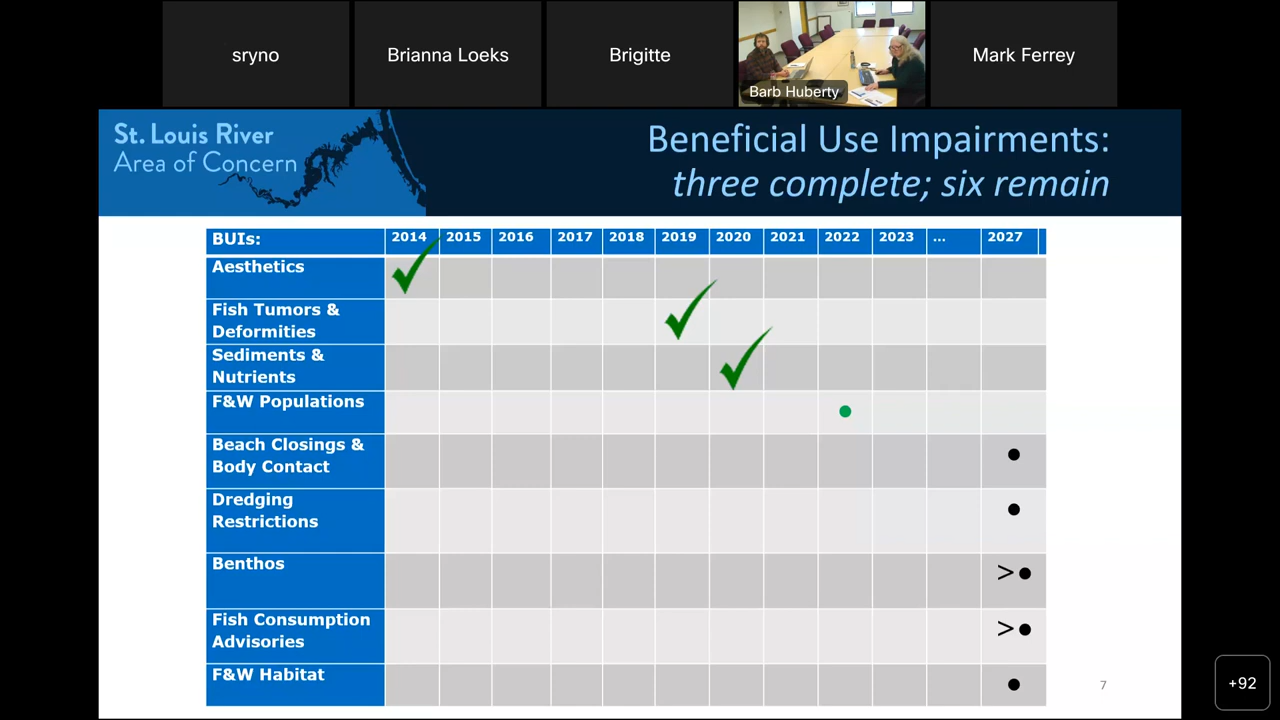 sryno
Brianna Loeks
Brigitte
Barb Huberty
Mark Ferrey
St. Louis River
Area of Concern
Beneficial Use Impairments:
three complete; six remain
BUIs: 2014 2015 2016 2017 2018 2019 2020 2021 2022 2023 ... 2027
Aesthetics
Fish Tumors &
Deformities
Sediments &
Nutrients
F&W Populations
Beach Closings &
Body Contact
Dredging
Restrictions
Benthos >
Fish Consumption
Advisories >
F&W Habitat
7
+92